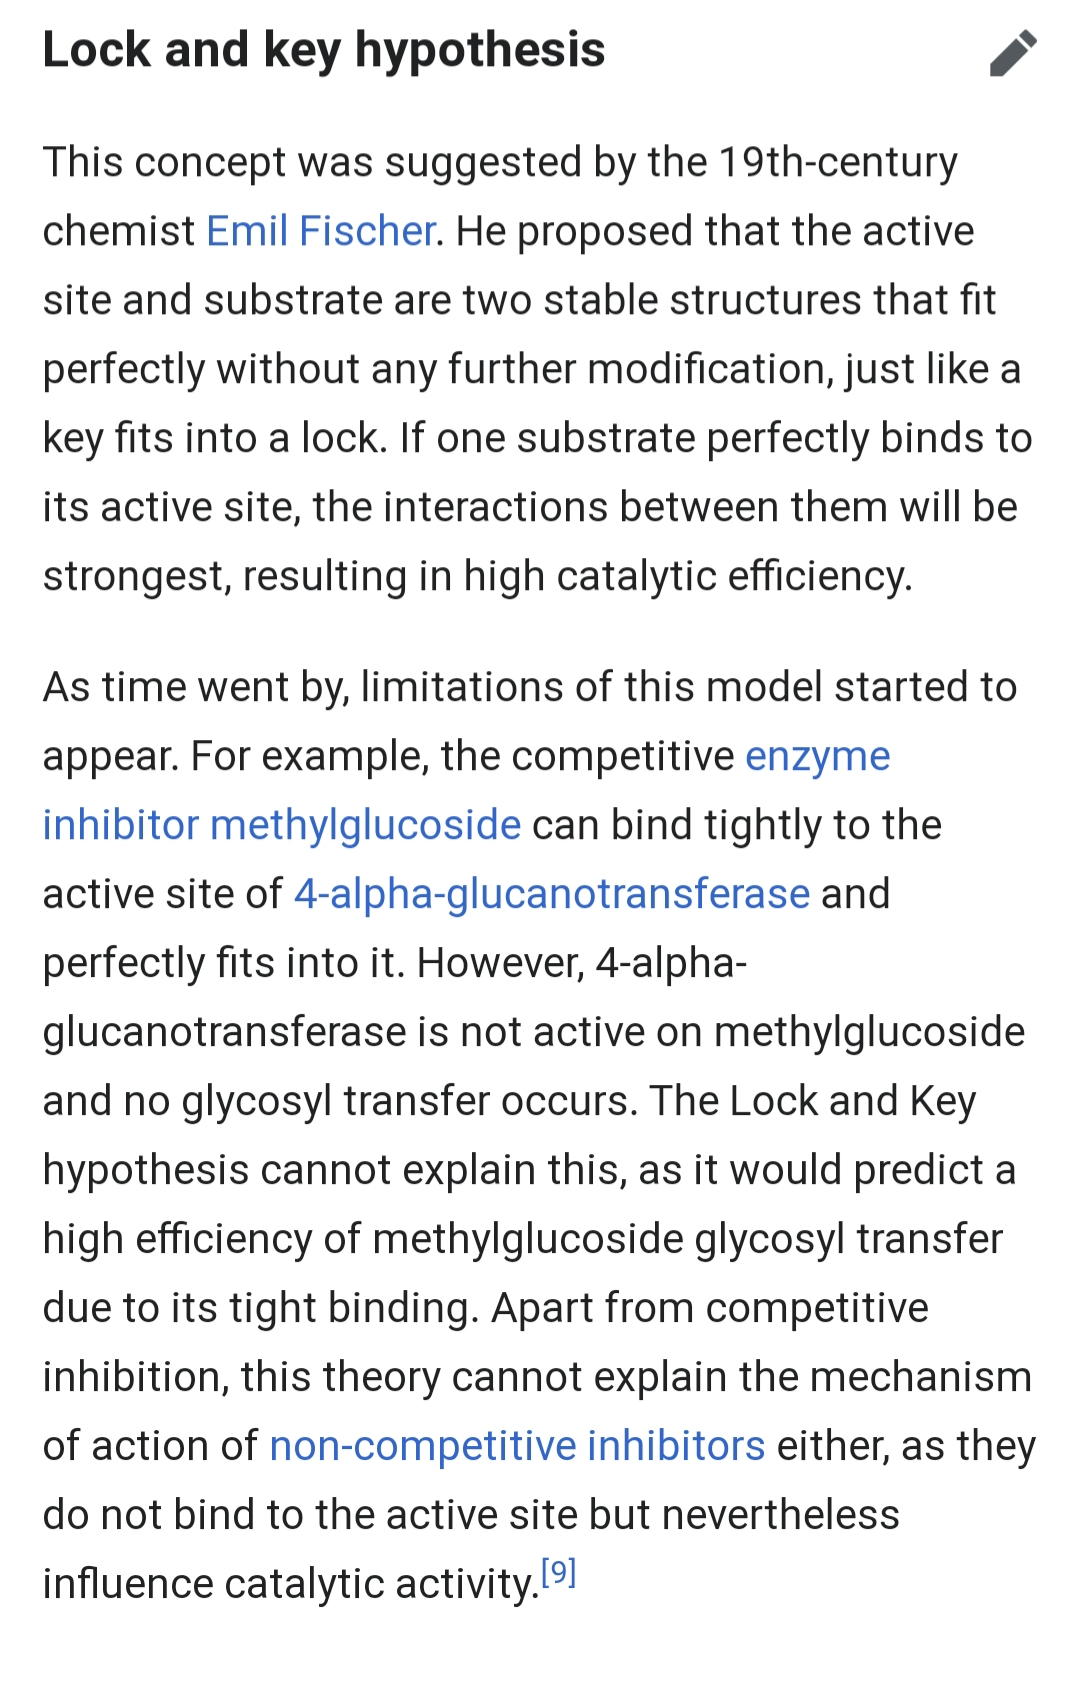 Lock and key hypothesis
This concept was suggested by the 19th-century
chemist Emil Fischer. He proposed that the active
site and substrate are two stable structures that fit
perfectly without any further modification, just like a
key fits into a lock. If one substrate perfectly binds to
its active site, the interactions between them will be
strongest, resulting in high catalytic efficiency.
As time went by, limitations of this model started to
appear. For example, the competitive enzyme
inhibitor methylglucoside can bind tightly to the
active site of 4-alpha-glucanotransferase and
perfectly fits into it. However, 4-alpha-
glucanotransferase is not active on methylglucoside
and no glycosyl transfer occurs. The Lock and Key
hypothesis cannot explain this, as it would predict a
high efficiency of methylglucoside glycosyl transfer
due to its tight binding. Apart from competitive
inhibition, this theory cannot explain the mechanism
of action of non-competitive inhibitors either, as they
do not bind to the active site but nevertheless
influence catalytic activity.[9]